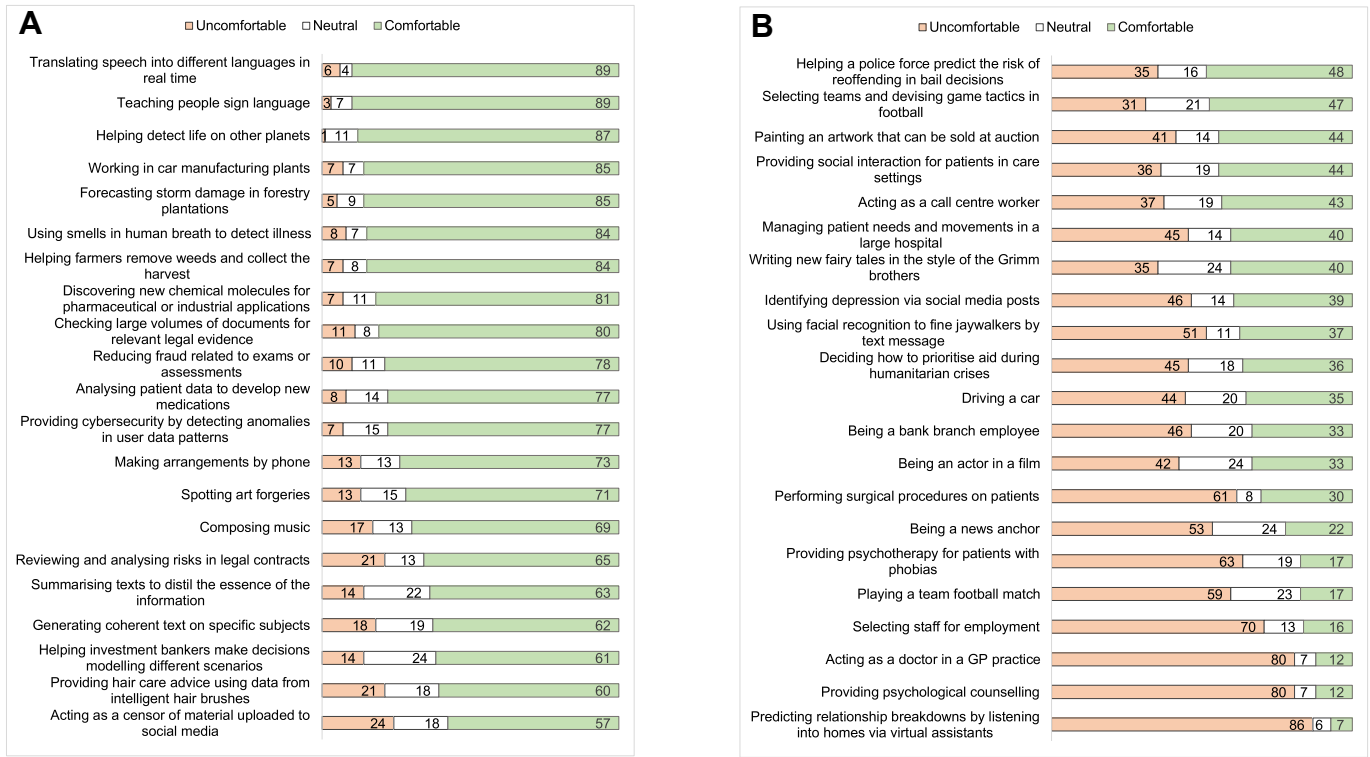 A
Uncomfortable Neutral Comfortable
Translating speech into different languages in
real time
6 4 89
Teaching people sign language
3 7 89
Helping detect life on other planets
1 11 87
Working in car manufacturing plants
7 7 85
Forecasting storm damage in forestry
plantations
5 9 85
Using smells in human breath to detect illness
8 7 84
Helping farmers remove weeds and collect the
harvest
7 8 84
Discovering new chemical molecules for
pharmaceutical or industrial applications
7 11 81
Checking large volumes of documents for
relevant legal evidence
11 8 80
Reducing fraud related to exams or
assessments
10 11 78
Analysing patient data to develop new
medications
8 14 77
Providing cybersecurity by detecting anomalies
in user data patterns
7 15 77
Making arrangements by phone
13 13 73
Spotting art forgeries
13 15 71
Composing music
17 13 69
Reviewing and analysing risks in legal contracts
21 13 65
Summarising texts to distil the essence of the
information
14 22 63
Generating coherent text on specific subjects
18 19 62
Helping investment bankers make decisions
modelling different scenarios
14 24 61
Providing hair care advice using data from
intelligent hair brushes
21 18 60
Acting as a censor of material uploaded to
social media
24 18 57
B
Uncomfortable Neutral Comfortable
Helping a police force predict the risk of
reoffending in bail decisions
35 16 48
Selecting teams and devising game tactics in
football
31 21 47
Painting an artwork that can be sold at auction
41 14 44
Providing social interaction for patients in care
settings
36 19 44
Acting as a call centre worker
37 19 43
Managing patient needs and movements in a
large hospital
45 14 40
Writing new fairy tales in the style of the Grimm
brothers
35 24 40
Identifying depression via social media posts
46 14 39
Using facial recognition to fine jaywalkers by
text message
51 11 37
Deciding how to prioritise aid during
humanitarian crises
45 18 36
Driving a car
44 20 35
Being a bank branch employee
46 20 33
Being an actor in a film
42 24 33
Performing surgical procedures on patients
61 8 30
Being a news anchor
53 24 22
Providing psychotherapy for patients with
phobias
63 19 17
Playing a team football match
59 23 17
Selecting staff for employment
70 13 16
Acting as a doctor in a GP practice
80 7 12
Providing psychological counselling
80 7 12
Predicting relationship breakdowns by listening
into homes via virtual assistants
86 6 7